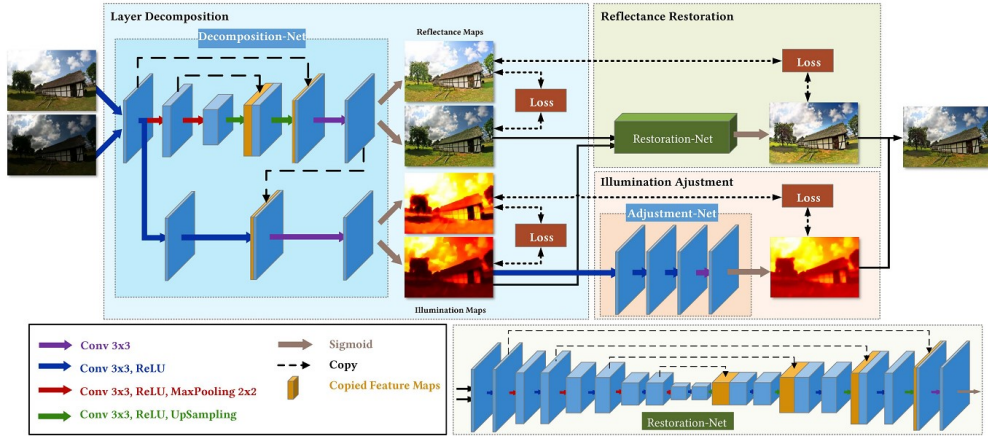 Layer Decomposition
Decomposition-Net
Reflectance Maps
Loss
Loss
Illumination Maps
Reflectance Restoration
Loss
Restoration-Net
Illumination Ajustment
Adjustment-Net
Loss
Conv 3x3
Conv 3x3, ReLU
Conv 3x3, ReLU, MaxPooling 2x2
Conv 3x3, ReLU, UpSampling
Sigmoid
Copy
Copied Feature Maps
Restoration-Net